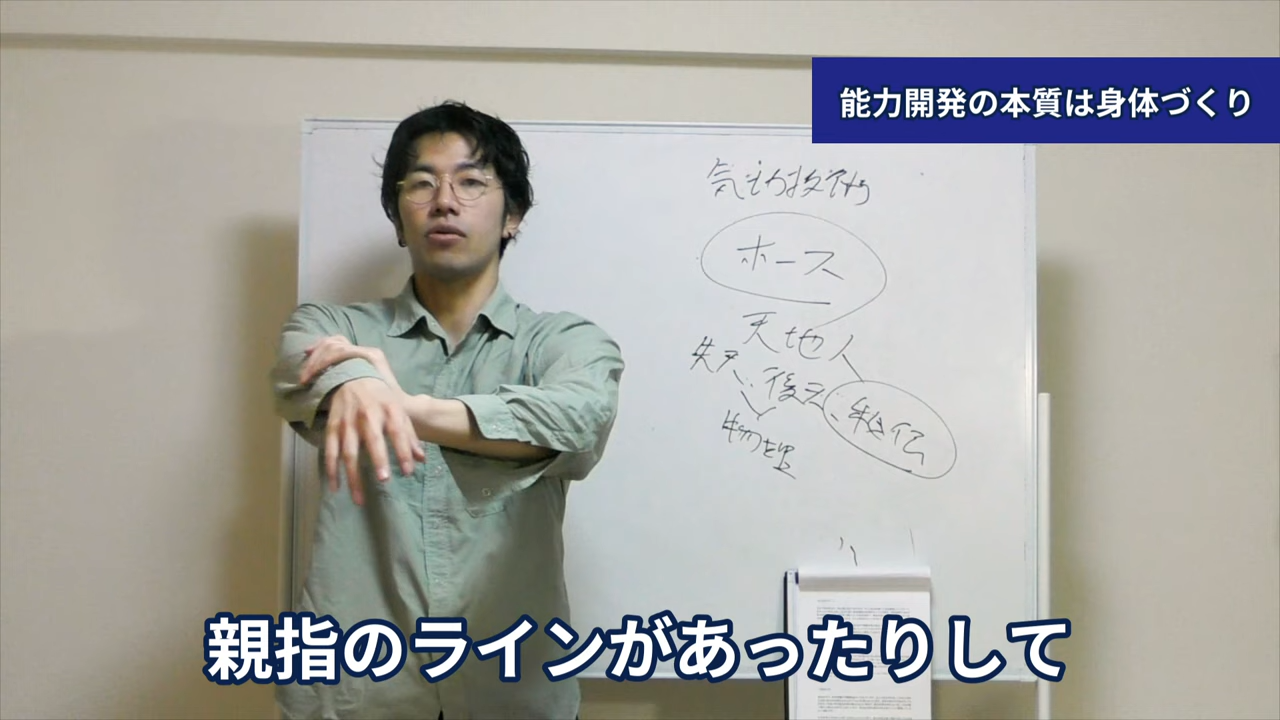 能力開発の本質は身体づくり
気功技術
ホース
天地人
先天
後天
秘伝
物理
親指のラインがあったりして